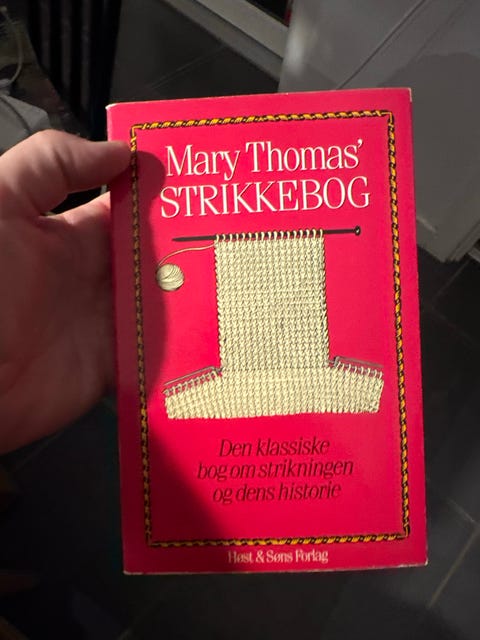 Mary Thomas'
STRIKKEBOG
Den klassiske
bog om strikningen
og dens historie
Høst & Søns Forlag